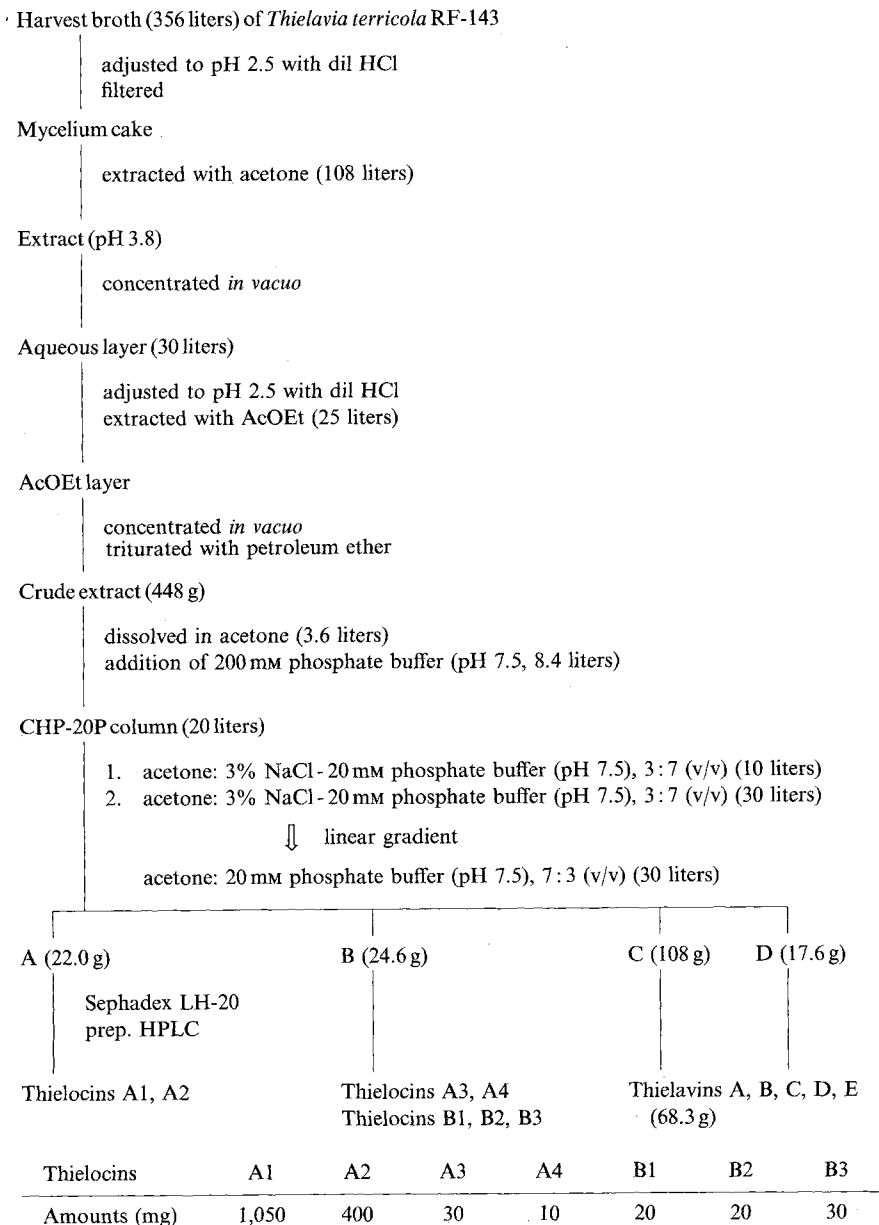 Harvest broth (356 liters) of Thielavia terricola RF-143
adjusted to pH 2.5 with dil HCl
filtered
Mycelium cake
extracted with acetone (108 liters)
Extract (pH 3.8)
concentrated in vacuo
Aqueous layer (30 liters)
adjusted to pH 2.5 with dil HCl
extracted with AcOEt (25 liters)
AcOEt layer
concentrated in vacuo
triturated with petroleum ether
Crude extract (448 g)
dissolved in acetone (3.6 liters)
addition of 200 mM phosphate buffer (pH 7.5, 8.4 liters)
CHP-20P column (20 liters)
1. acetone: 3% NaCl - 20 mM phosphate buffer (pH 7.5), 3:7 (v/v) (10 liters)
2. acetone: 3% NaCl - 20 mM phosphate buffer (pH 7.5), 3:7 (v/v) (30 liters)
⇓ linear gradient
acetone: 20 mM phosphate buffer (pH 7.5), 7:3 (v/v) (30 liters)
A (22.0 g) B (24.6 g) C (108 g) D (17.6 g)
Sephadex LH-20
prep. HPLC
Thielocins A1, A2 Thielocins A3, A4 Thielavins A, B, C, D, E
Thielocins B1, B2, B3 (68.3 g)
Thielocins A1 A2 A3 A4 B1 B2 B3
Amounts (mg) 1,050 400 30 10 20 20 30